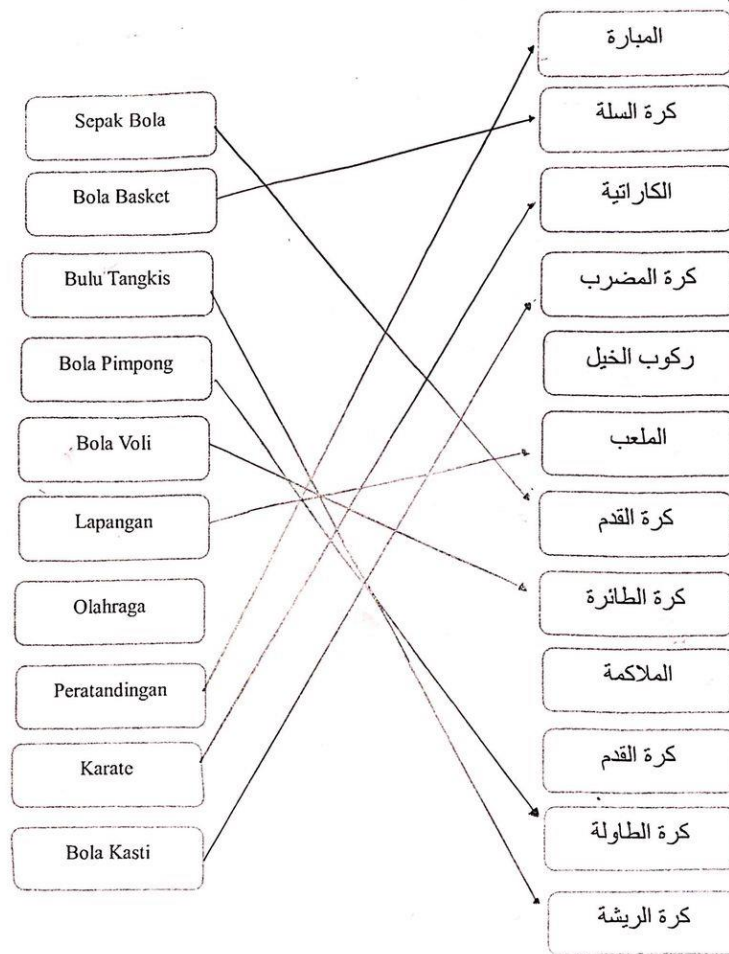 Sepak Bola
Bola Basket
Bulu Tangkis
Bola Pimpong
Bola Voli
Lapangan
Olahraga
Peratandingan
Karate
Bola Kasti
المبارة
كرة السلة
الكاراتية
كرة المضرب
ركوب الخيل
الملعب
كرة القدم
كرة الطائرة
الملاكمة
كرة القدم
كرة الطاولة
كرة الريشة